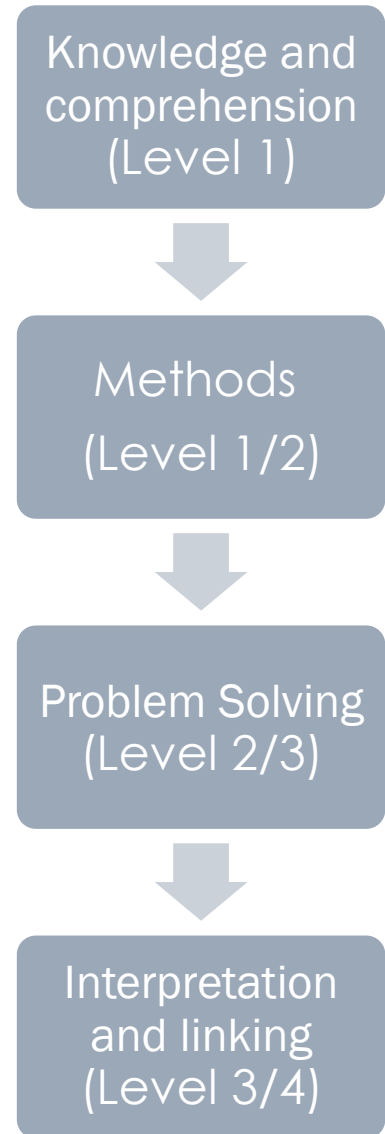 Knowledge and
comprehension
(Level 1)
Methods
(Level 1/2)
Problem Solving
(Level 2/3)
Interpretation
and linking
(Level 3/4)